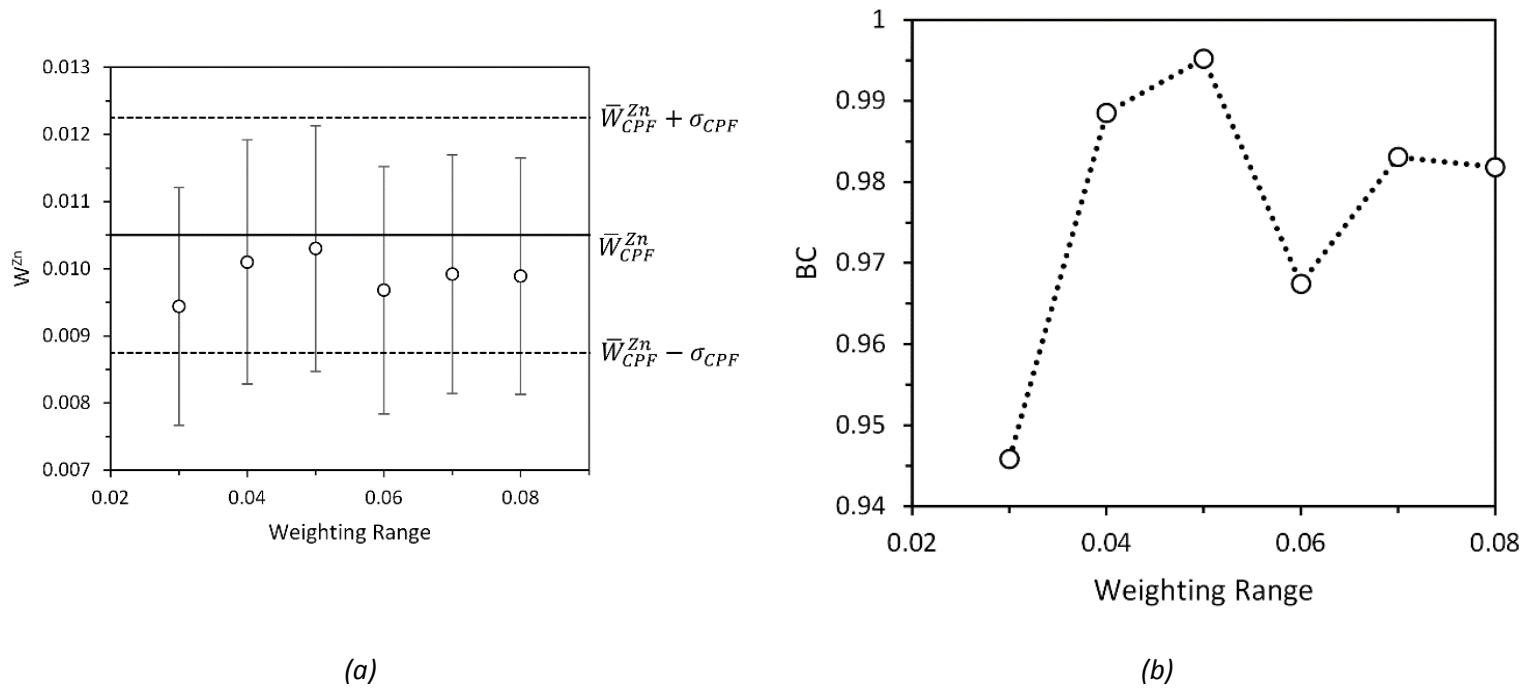 0.013
0.012
0.011
0.010
0.009
0.008
0.007
W^Zn
0.02
0.04
0.06
0.08
Weighting Range
W̅_CPF^Zn + σ_CPF
W̅_CPF^Zn
W̅_CPF^Zn − σ_CPF
(a)
1
0.99
0.98
0.97
0.96
0.95
0.94
BC
0.02
0.04
0.06
0.08
Weighting Range
(b)